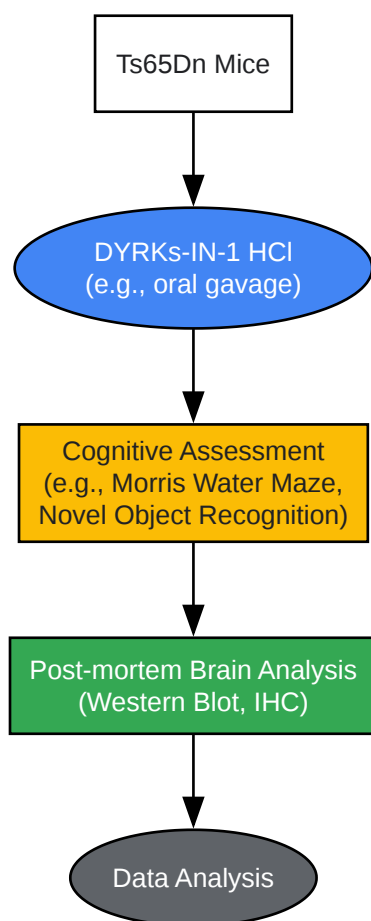 Ts65Dn Mice
DYRKs-IN-1 HCl
(e.g., oral gavage)
Cognitive Assessment
(e.g., Morris Water Maze,
Novel Object Recognition)
Post-mortem Brain Analysis
(Western Blot, IHC)
Data Analysis